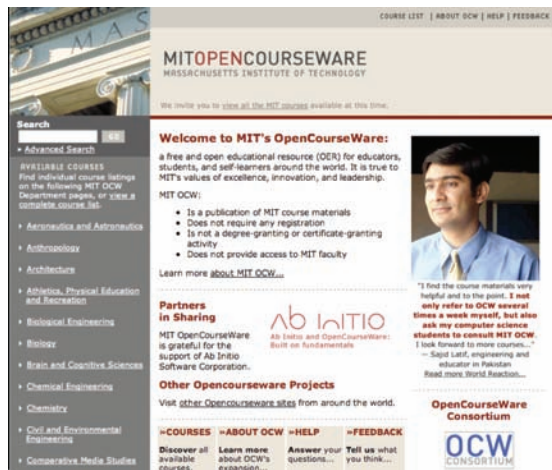 COURSE LIST | ABOUT OCW | HELP | FEEDBACK
MITOPENCOURSEWARE
MASSACHUSETTS INSTITUTE OF TECHNOLOGY
We invite you to view all the MIT courses available at this time.
Search
GO
Advanced Search
AVAILABLE COURSES
Find individual course listings
on the following MIT OCW
Department pages, or view a
complete course list.
Aeronautics and Astronautics
Anthropology
Architecture
Athletics, Physical Education
and Recreation
Biological Engineering
Biology
Brain and Cognitive Sciences
Chemical Engineering
Chemistry
Civil and Environmental
Engineering
Comparative Media Studies
Welcome to MIT's OpenCourseWare:
a free and open educational resource (OER) for educators,
students, and self-learners around the world. It is true to
MIT's values of excellence, innovation, and leadership.
MIT OCW:
• Is a publication of MIT course materials
• Does not require any registration
• Is not a degree-granting or certificate-granting
activity
• Does not provide access to MIT faculty
Learn more about MIT OCW...
Partners
in Sharing
MIT OpenCourseWare
is grateful for the
support of Ab Initio
Software Corporation.
Ab Initio
Ab Initio and OpenCourseWare:
Built on fundamentals
Other Opencourseware Projects
Visit other Opencourseware sites from around the world.
»COURSES
Discover all
available
courses.
»ABOUT OCW
Learn more
about OCW's
expansion...
»HELP
Answer your
questions...
»FEEDBACK
Tell us what
you think...
"I find the course materials very
helpful and to the point. I not
only refer to OCW several
times a week myself, but also
ask my computer science
students to consult MIT OCW.
I look forward to more courses..."
— Sajid Latif, engineering and
educator in Pakistan
Read more World Reaction...
OpenCourseWare
Consortium
OCW
CONSORTIUM